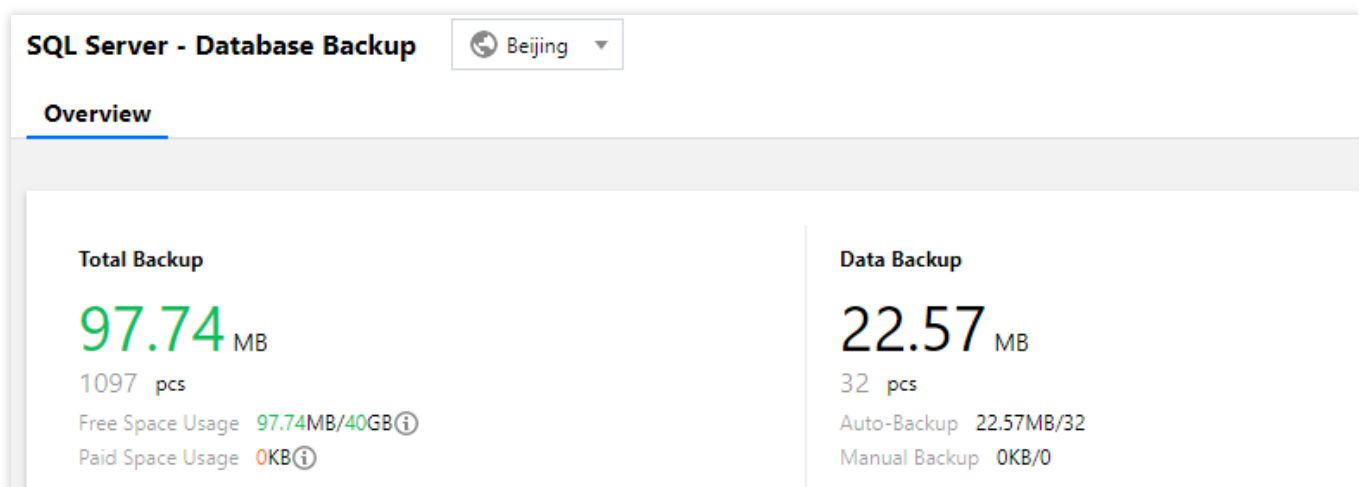 SQL Server - Database Backup
Beijing
Overview
Total Backup
97.74 MB
1097 pcs
Free Space Usage 97.74MB/40GB
Paid Space Usage 0KB
Data Backup
22.57 MB
32 pcs
Auto-Backup 22.57MB/32
Manual Backup 0KB/0